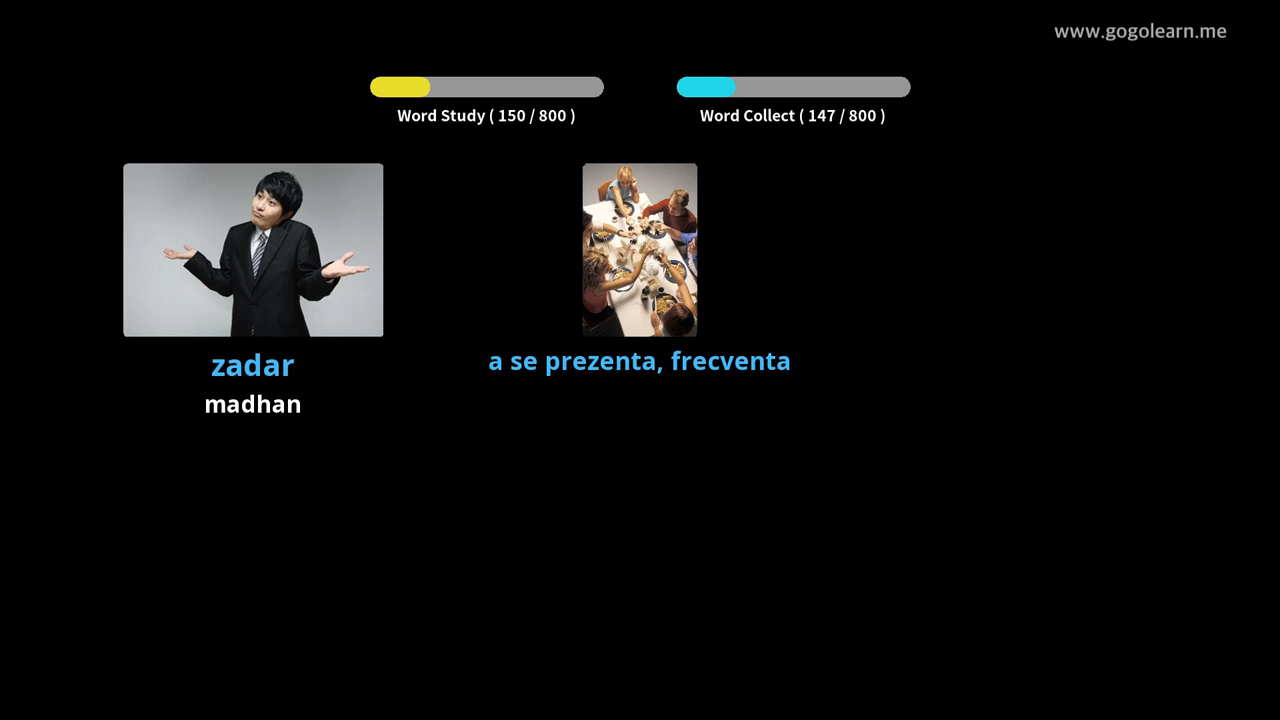 www.gogolearn.me
Word Study ( 150 / 800 )
Word Collect ( 147 / 800 )
zadar
madhan
a se prezenta, frecventa